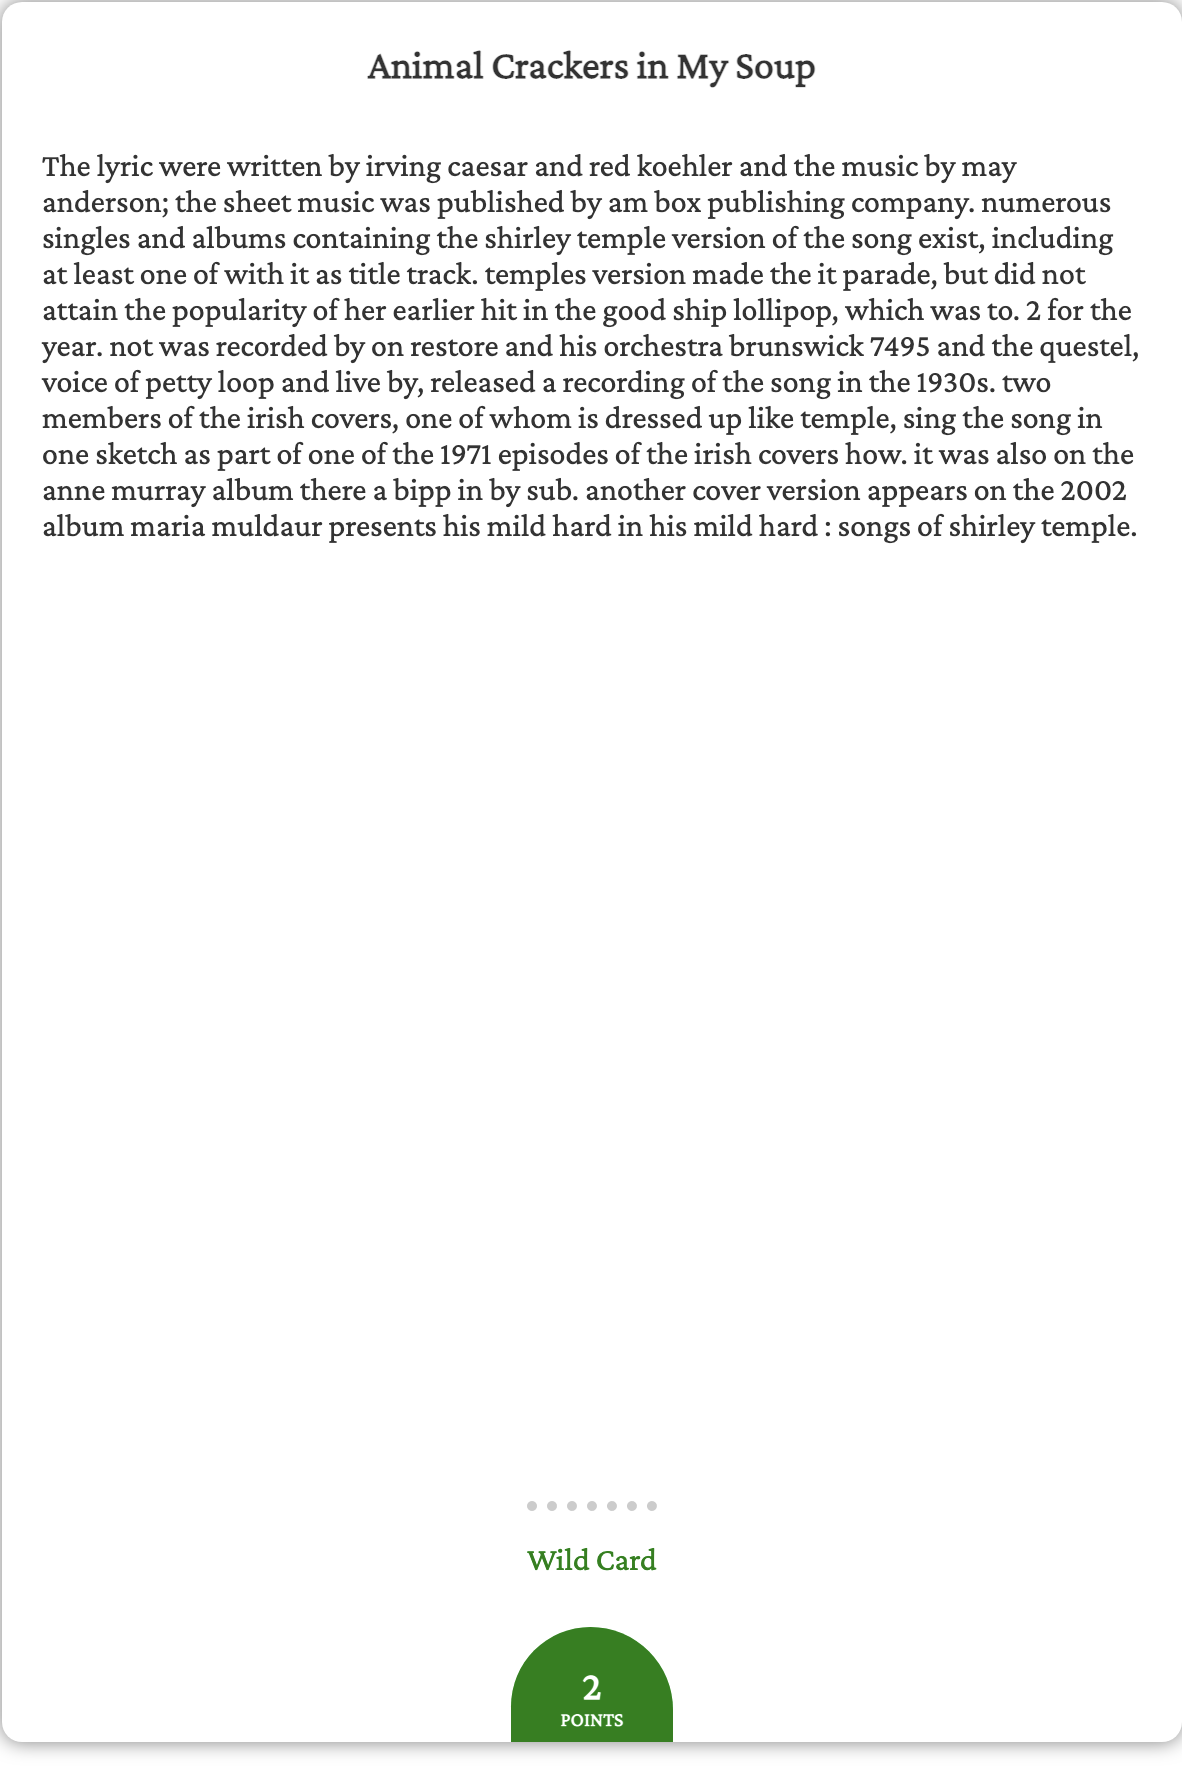 Animal Crackers in My Soup
The lyric were written by irving caesar and red koehler and the music by may
anderson; the sheet music was published by am box publishing company. numerous
singles and albums containing the shirley temple version of the song exist, including
at least one of with it as title track. temples version made the it parade, but did not
attain the popularity of her earlier hit in the good ship lollipop, which was to. 2 for the
year. not was recorded by on restore and his orchestra brunswick 7495 and the questel,
voice of petty loop and live by, released a recording of the song in the 1930s. two
members of the irish covers, one of whom is dressed up like temple, sing the song in
one sketch as part of one of the 1971 episodes of the irish covers how. it was also on the
anne murray album there a bipp in by sub. another cover version appears on the 2002
album maria muldaur presents his mild hard in his mild hard : songs of shirley temple.
Wild Card
2
POINTS